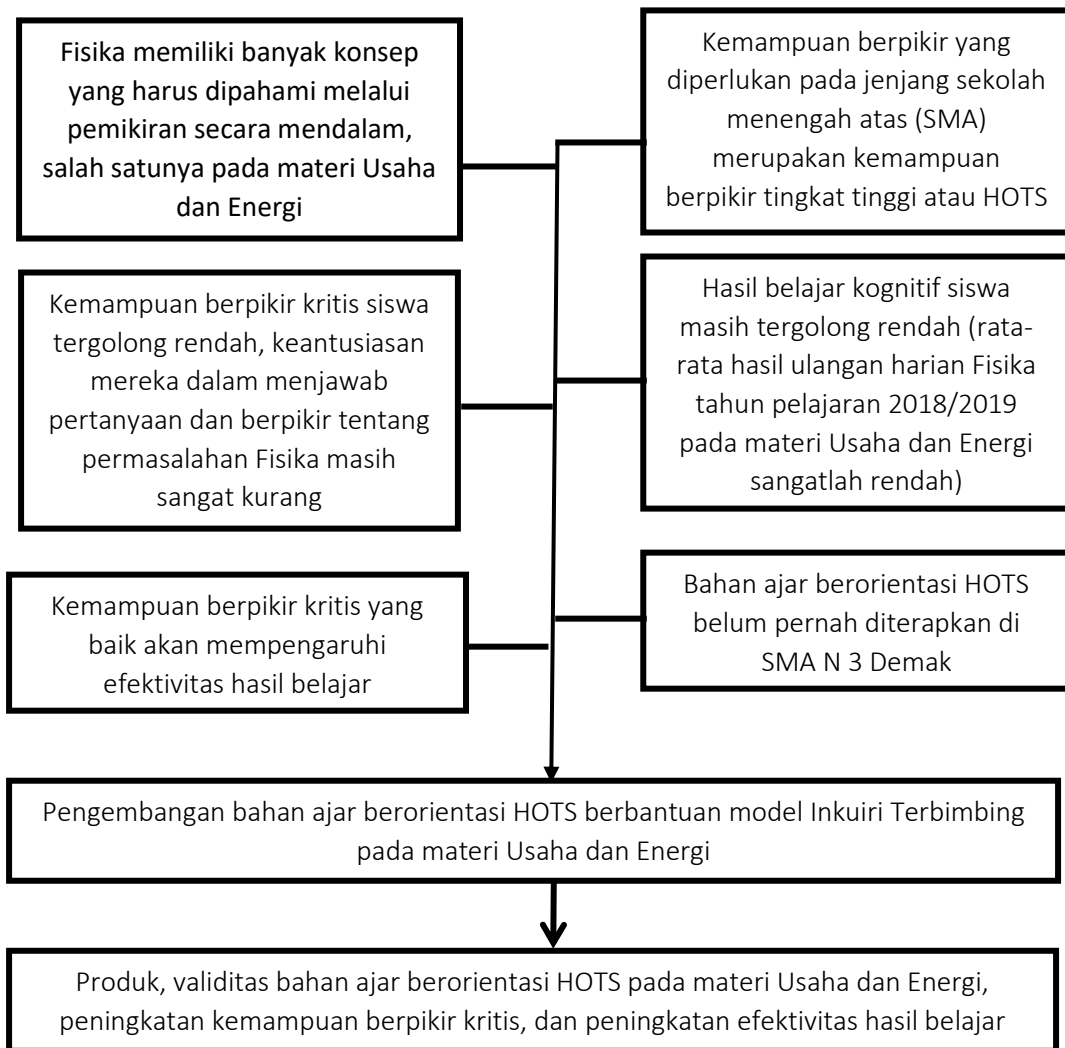 Fisika memiliki banyak konsep
yang harus dipahami melalui
pemikiran secara mendalam,
salah satunya pada materi Usaha
dan Energi
Kemampuan berpikir yang
diperlukan pada jenjang sekolah
menengah atas (SMA)
merupakan kemampuan
berpikir tingkat tinggi atau HOTS
Kemampuan berpikir kritis siswa
tergolong rendah, keantusiasan
mereka dalam menjawab
pertanyaan dan berpikir tentang
permasalahan Fisika masih
sangat kurang
Hasil belajar kognitif siswa
masih tergolong rendah (rata-
rata hasil ulangan harian Fisika
tahun pelajaran 2018/2019
pada materi Usaha dan Energi
sangatlah rendah)
Kemampuan berpikir kritis yang
baik akan mempengaruhi
efektivitas hasil belajar
Bahan ajar berorientasi HOTS
belum pernah diterapkan di
SMA N 3 Demak
Pengembangan bahan ajar berorientasi HOTS berbantuan model Inkuiri Terbimbing
pada materi Usaha dan Energi
Produk, validitas bahan ajar berorientasi HOTS pada materi Usaha dan Energi,
peningkatan kemampuan berpikir kritis, dan peningkatan efektivitas hasil belajar